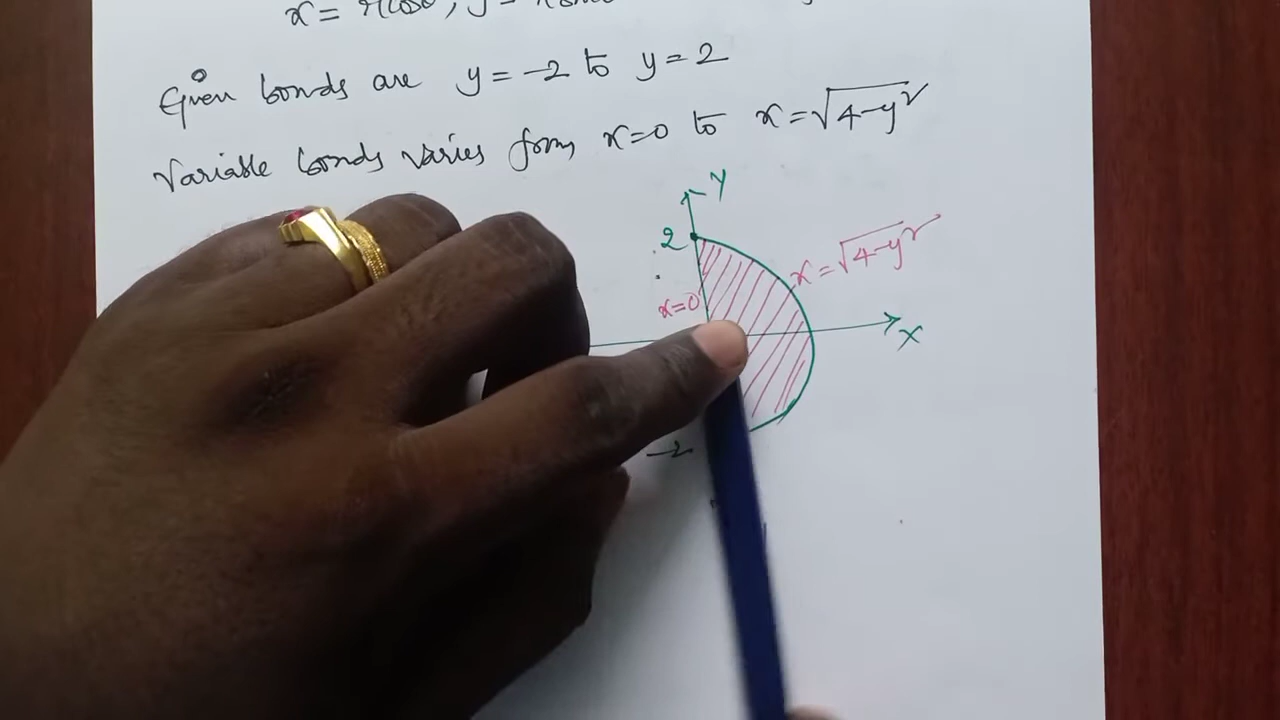 x = r cosθ, y =
Given bonds are y = -2 to y = 2
Variable bonds varies from x=0 to x = √4-y²
Y
2
x = √4-y²
x=0
X
-2